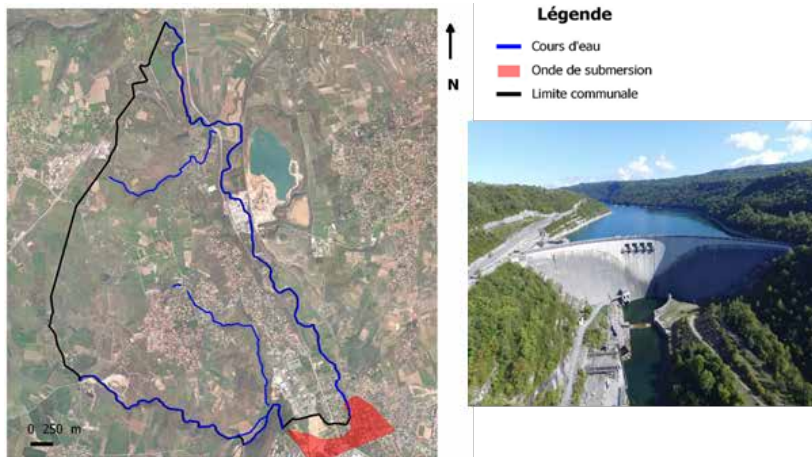 Légende
Cours d'eau
Onde de submersion
Limite communale
N
0 250 m